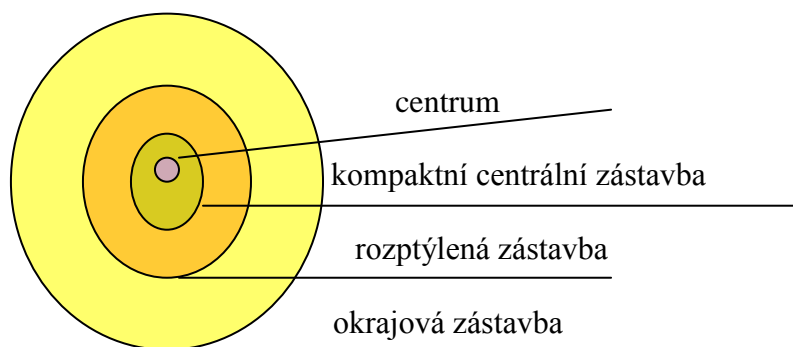 centrum
kompaktní centrální zástavba
rozptýlená zástavba
okrajová zástavba